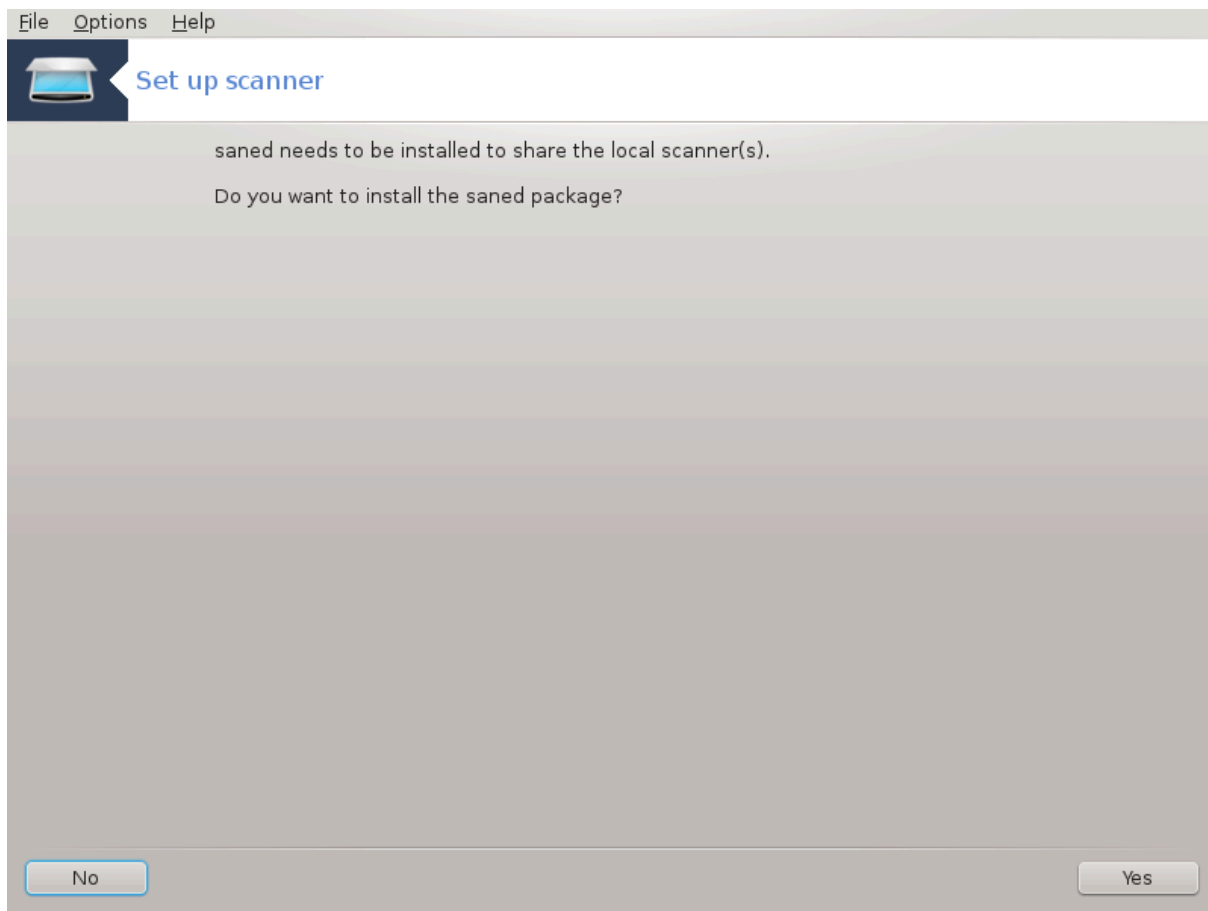 File Options Help
Set up scanner
saned needs to be installed to share the local scanner(s).
Do you want to install the saned package?
No Yes